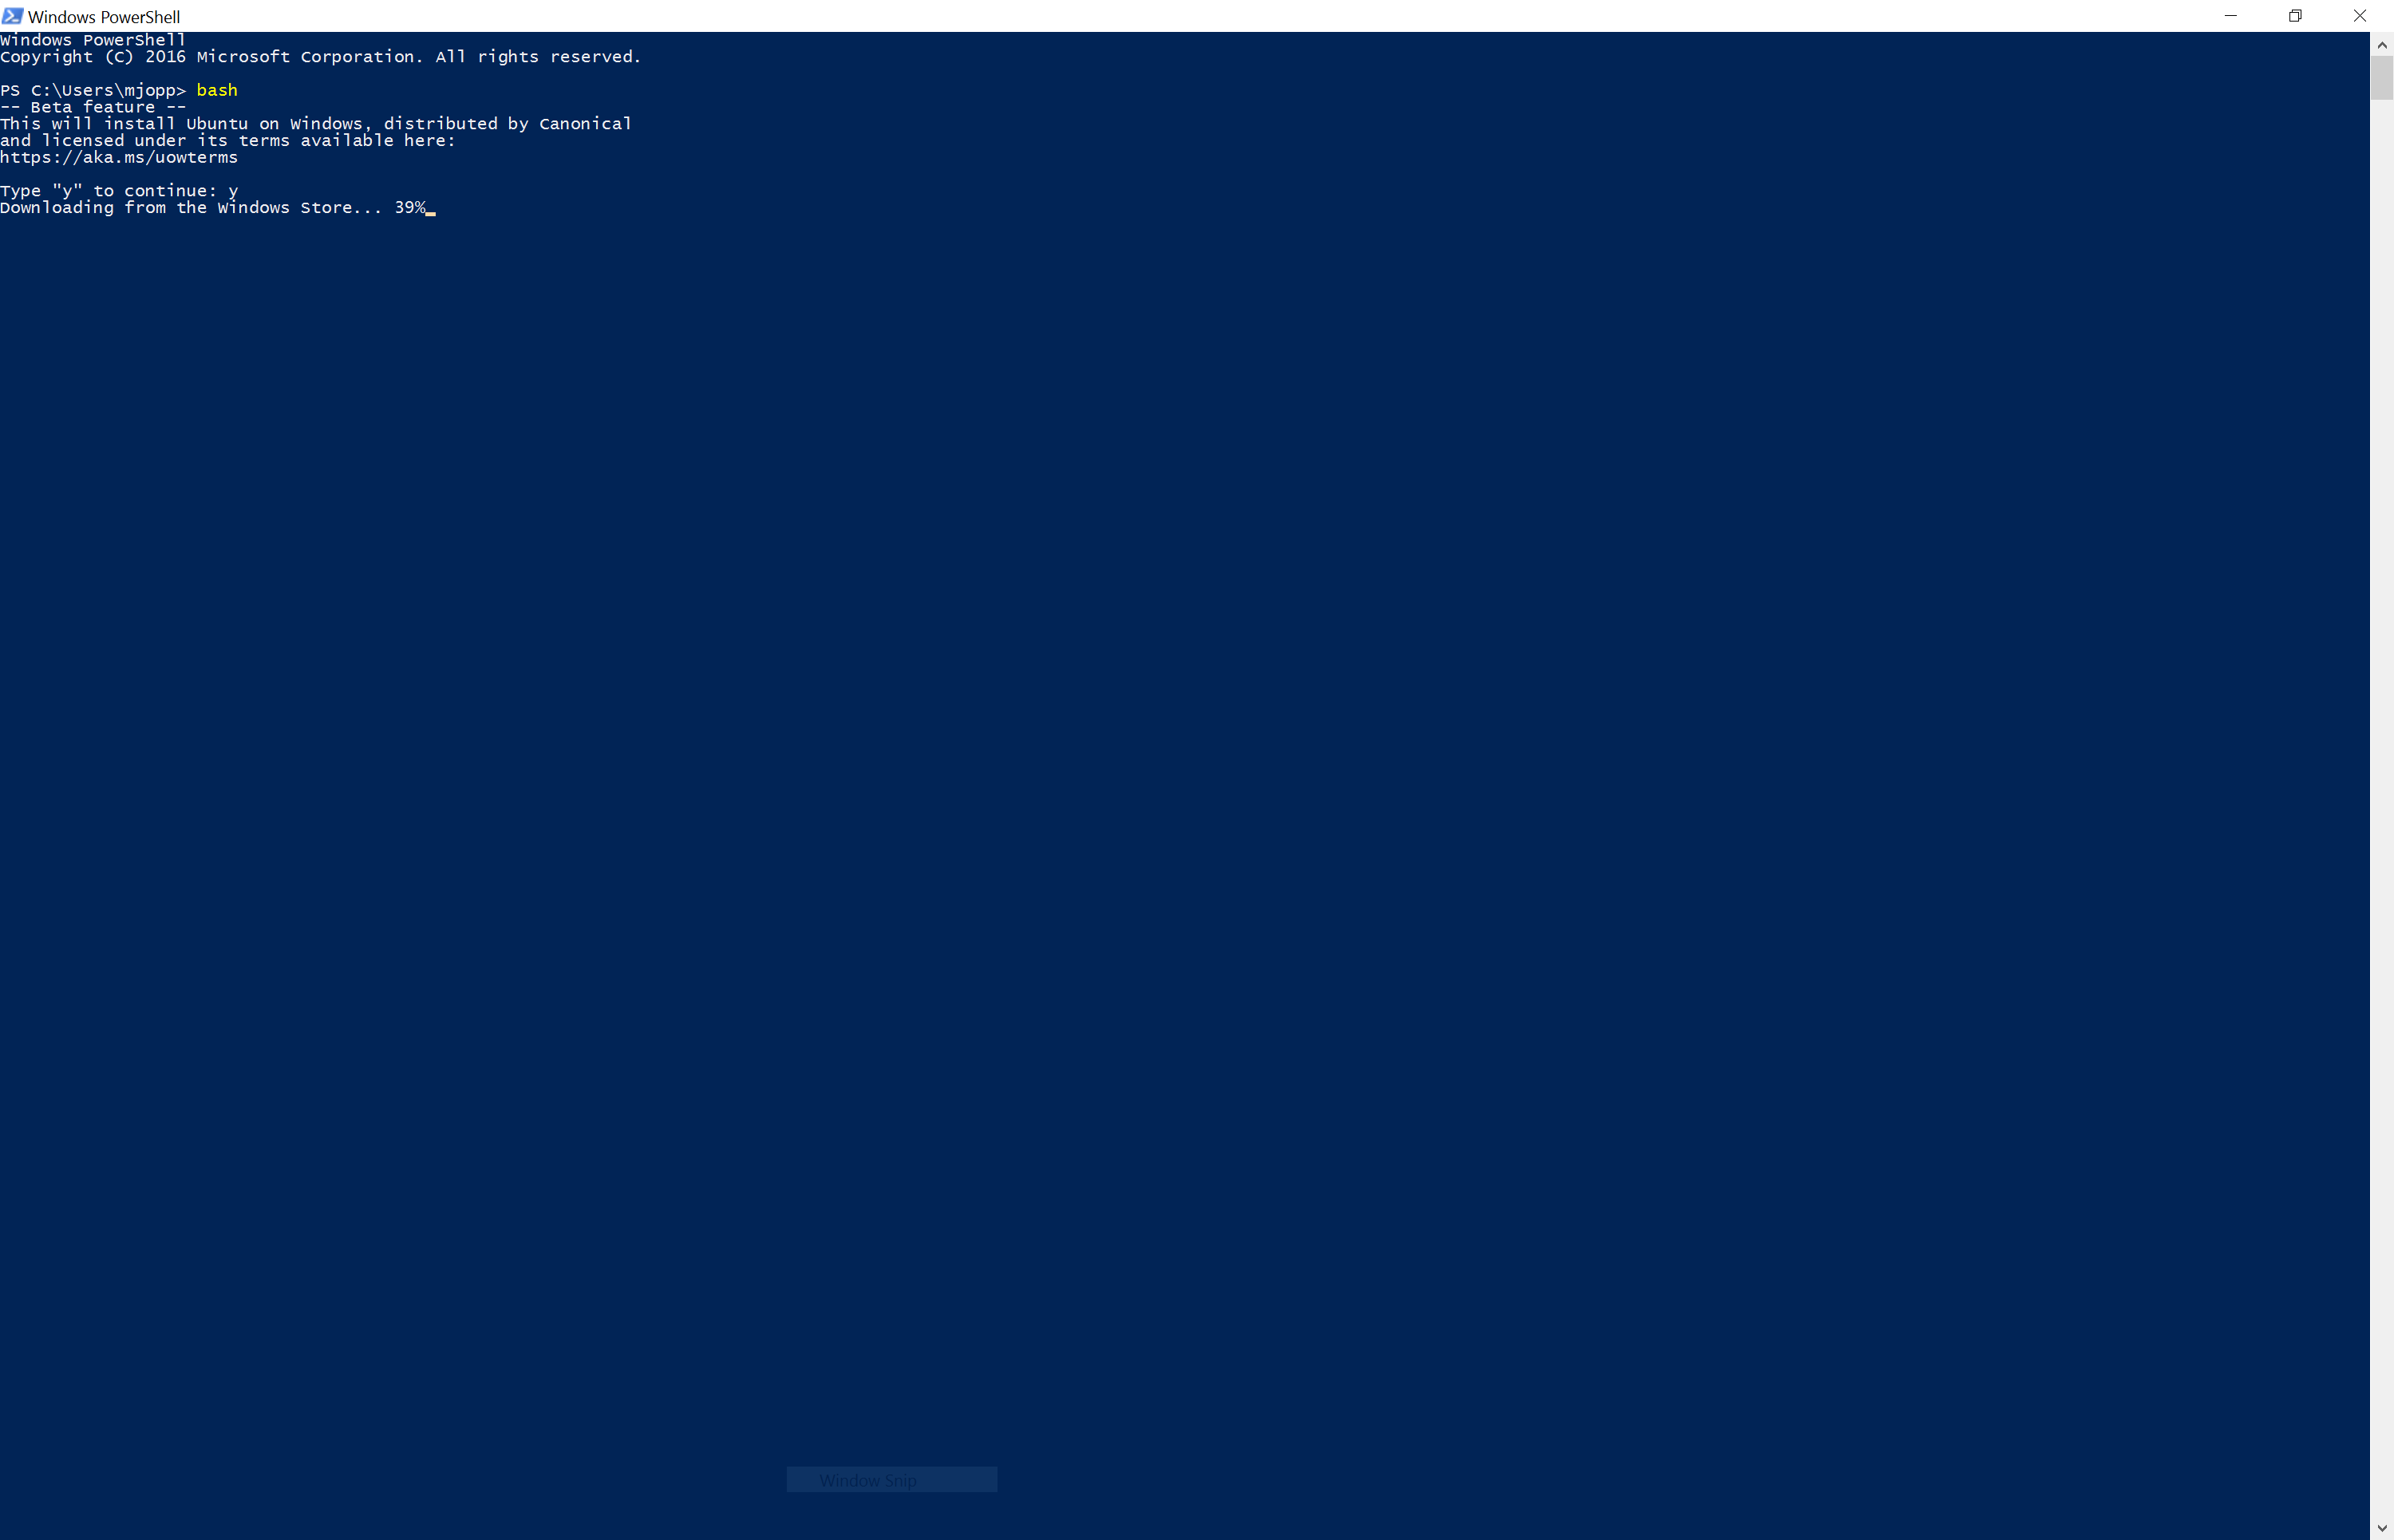 Windows PowerShell
Windows PowerShell
Copyright (C) 2016 Microsoft Corporation. All rights reserved.
PS C:\Users\mjopp> bash
-- Beta feature --
This will install Ubuntu on Windows, distributed by Canonical
and licensed under its terms available here:
https://aka.ms/uowterms
Type "y" to continue: y
Downloading from the Windows Store... 39%
Window Snip